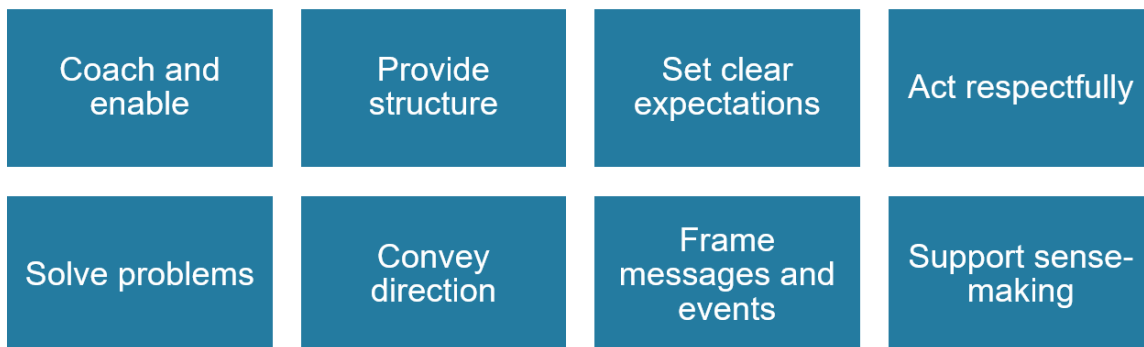 Coach and
enable
Provide
structure
Set clear
expectations
Act respectfully
Solve problems
Convey
direction
Frame
messages and
events
Support sense-
making